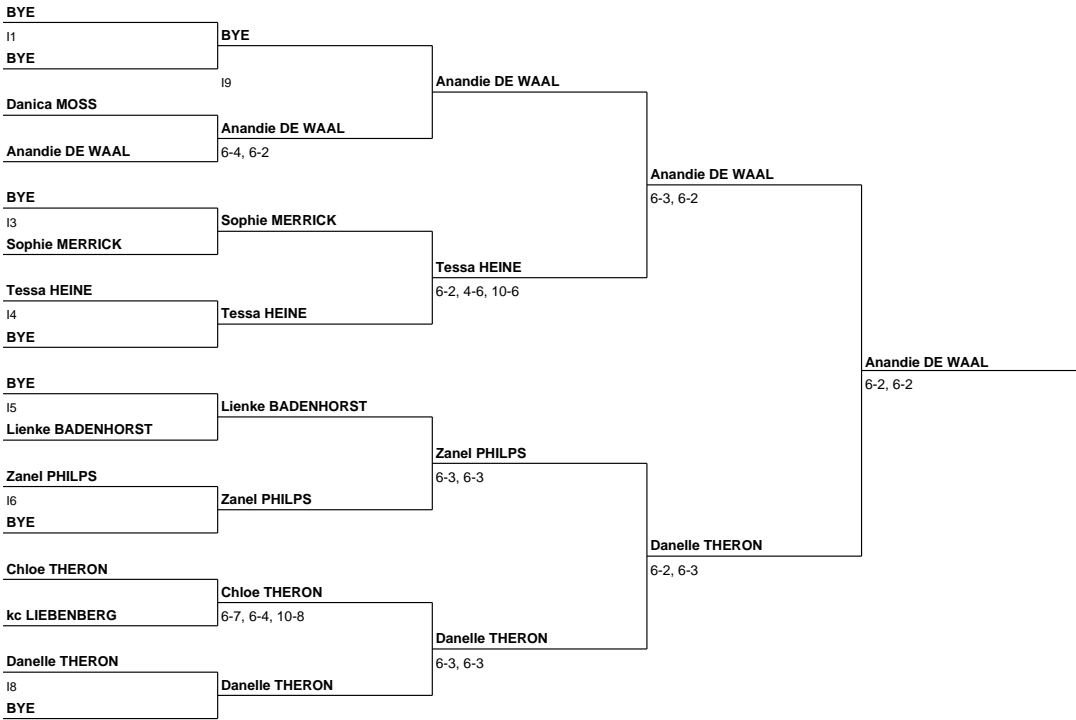 BYE
I1
BYE
BYE
I9
Danica MOSS
Anandie DE WAAL
Anandie DE WAAL
6-4, 6-2
Anandie DE WAAL
BYE
I3
Sophie MERRICK
Sophie MERRICK
Tessa HEINE
I4
BYE
Tessa HEINE
Tessa HEINE
6-2, 4-6, 10-6
Anandie DE WAAL
6-3, 6-2
BYE
I5
Lienke BADENHORST
Lienke BADENHORST
Zanel PHILPS
I6
BYE
Zanel PHILPS
Zanel PHILPS
6-3, 6-3
Chloe THERON
kc LIEBENBERG
Chloe THERON
6-7, 6-4, 10-8
Danelle THERON
I8
BYE
Danelle THERON
Danelle THERON
6-3, 6-3
Danelle THERON
6-2, 6-3
Anandie DE WAAL
6-2, 6-2